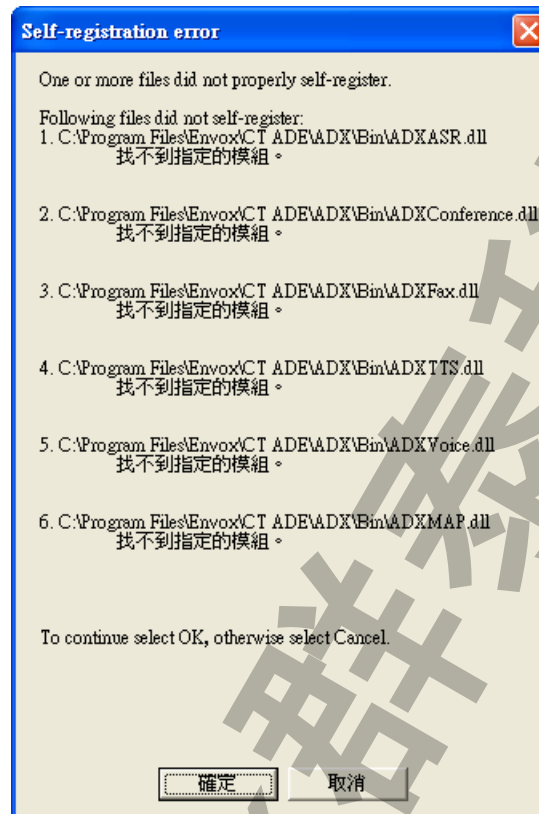 Self-registration error
One or more files did not properly self-register.
Following files did not self-register:
1. C:\Program Files\Envox\CT ADE\ADX\Bin\ADXASR.dll
找不到指定的模組。
2. C:\Program Files\Envox\CT ADE\ADX\Bin\ADXConference.dll
找不到指定的模組。
3. C:\Program Files\Envox\CT ADE\ADX\Bin\ADXFax.dll
找不到指定的模組。
4. C:\Program Files\Envox\CT ADE\ADX\Bin\ADXTTS.dll
找不到指定的模組。
5. C:\Program Files\Envox\CT ADE\ADX\Bin\ADXVoice.dll
找不到指定的模組。
6. C:\Program Files\Envox\CT ADE\ADX\Bin\ADXMAP.dll
找不到指定的模組。
To continue select OK, otherwise select Cancel.
確定 取消
群泰